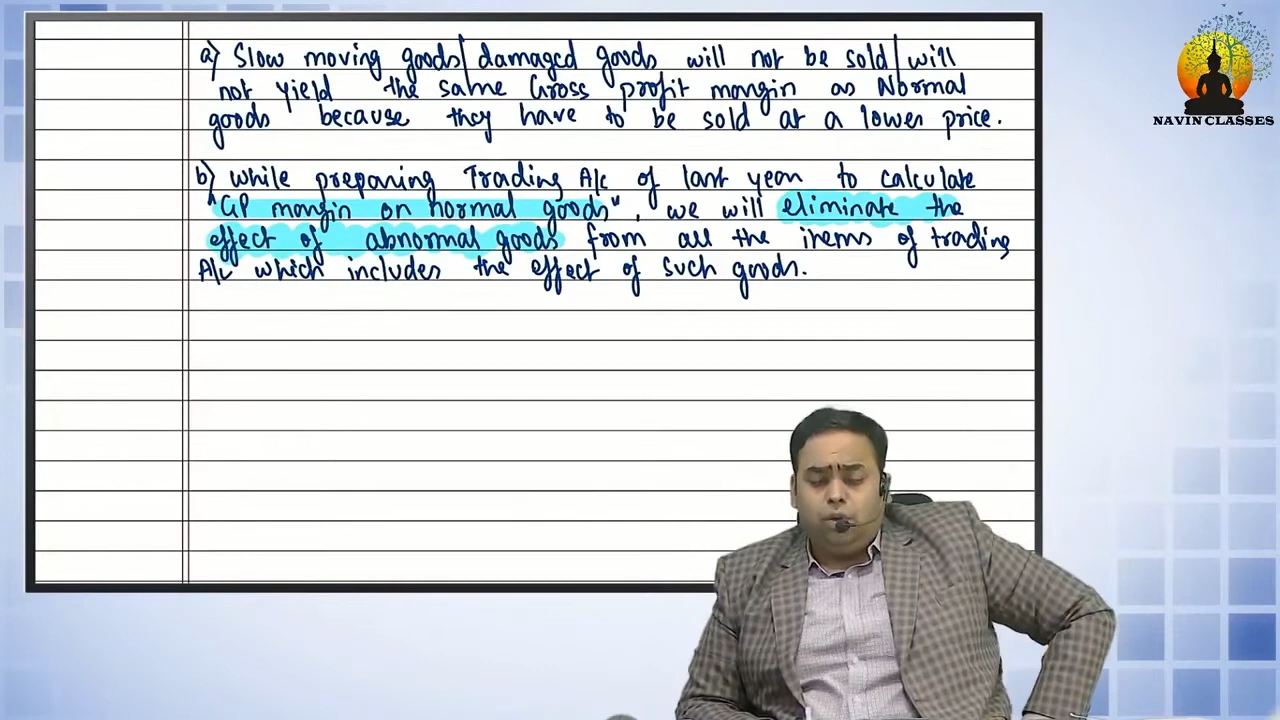 a) Slow moving goods/damaged goods will not be sold/will
not yield the same Gross profit margin as Normal
goods because they have to be sold at a lower price.
b) While preparing Trading A/c of last year to calculate
"GP margin on normal goods", we will eliminate the
effect of abnormal goods from all the items of trading
A/c which includes the effect of such goods.
NAVIN CLASSES